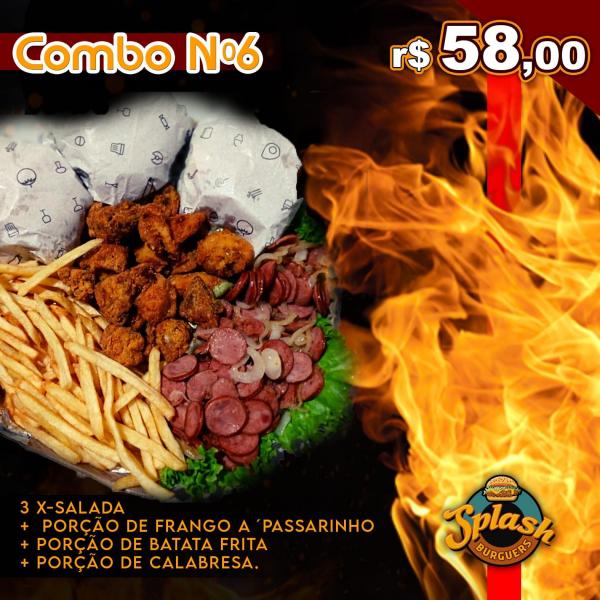 Combo Nº6
R$ 58,00
3 X-SALADA
+ PORÇÃO DE FRANGO A ´PASSARINHO
+ PORÇÃO DE BATATA FRITA
+ PORÇÃO DE CALABRESA.
Splash
BURGUERS